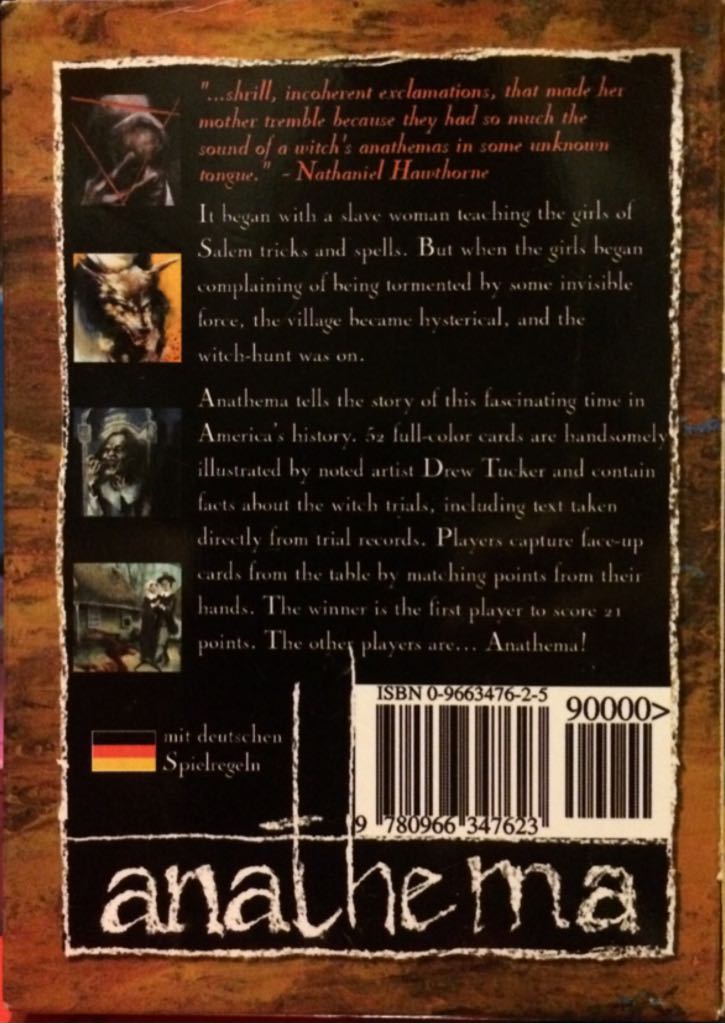 "...shrill, incoherent exclamations, that made her
mother tremble because they had so much the
sound of a witch's anathemas in some unknown
tongue." - Nathaniel Hawthorne
It began with a slave woman teaching the girls of
Salem tricks and spells. But when the girls began
complaining of being tormented by some invisible
force, the village became hysterical, and the
witch-hunt was on.
Anathema tells the story of this fascinating time in
America's history. 52 full-color cards are handsomely
illustrated by noted artist Drew Tucker and contain
facts about the witch trials, including text taken
directly from trial records. Players capture face-up
cards from the table by matching points from their
hands. The winner is the first player to score 21
points. The other players are... Anathema!
ISBN 0-9663476-2-5
90000>
mit deutschen
Spielregeln
9 780966 347623
anathema